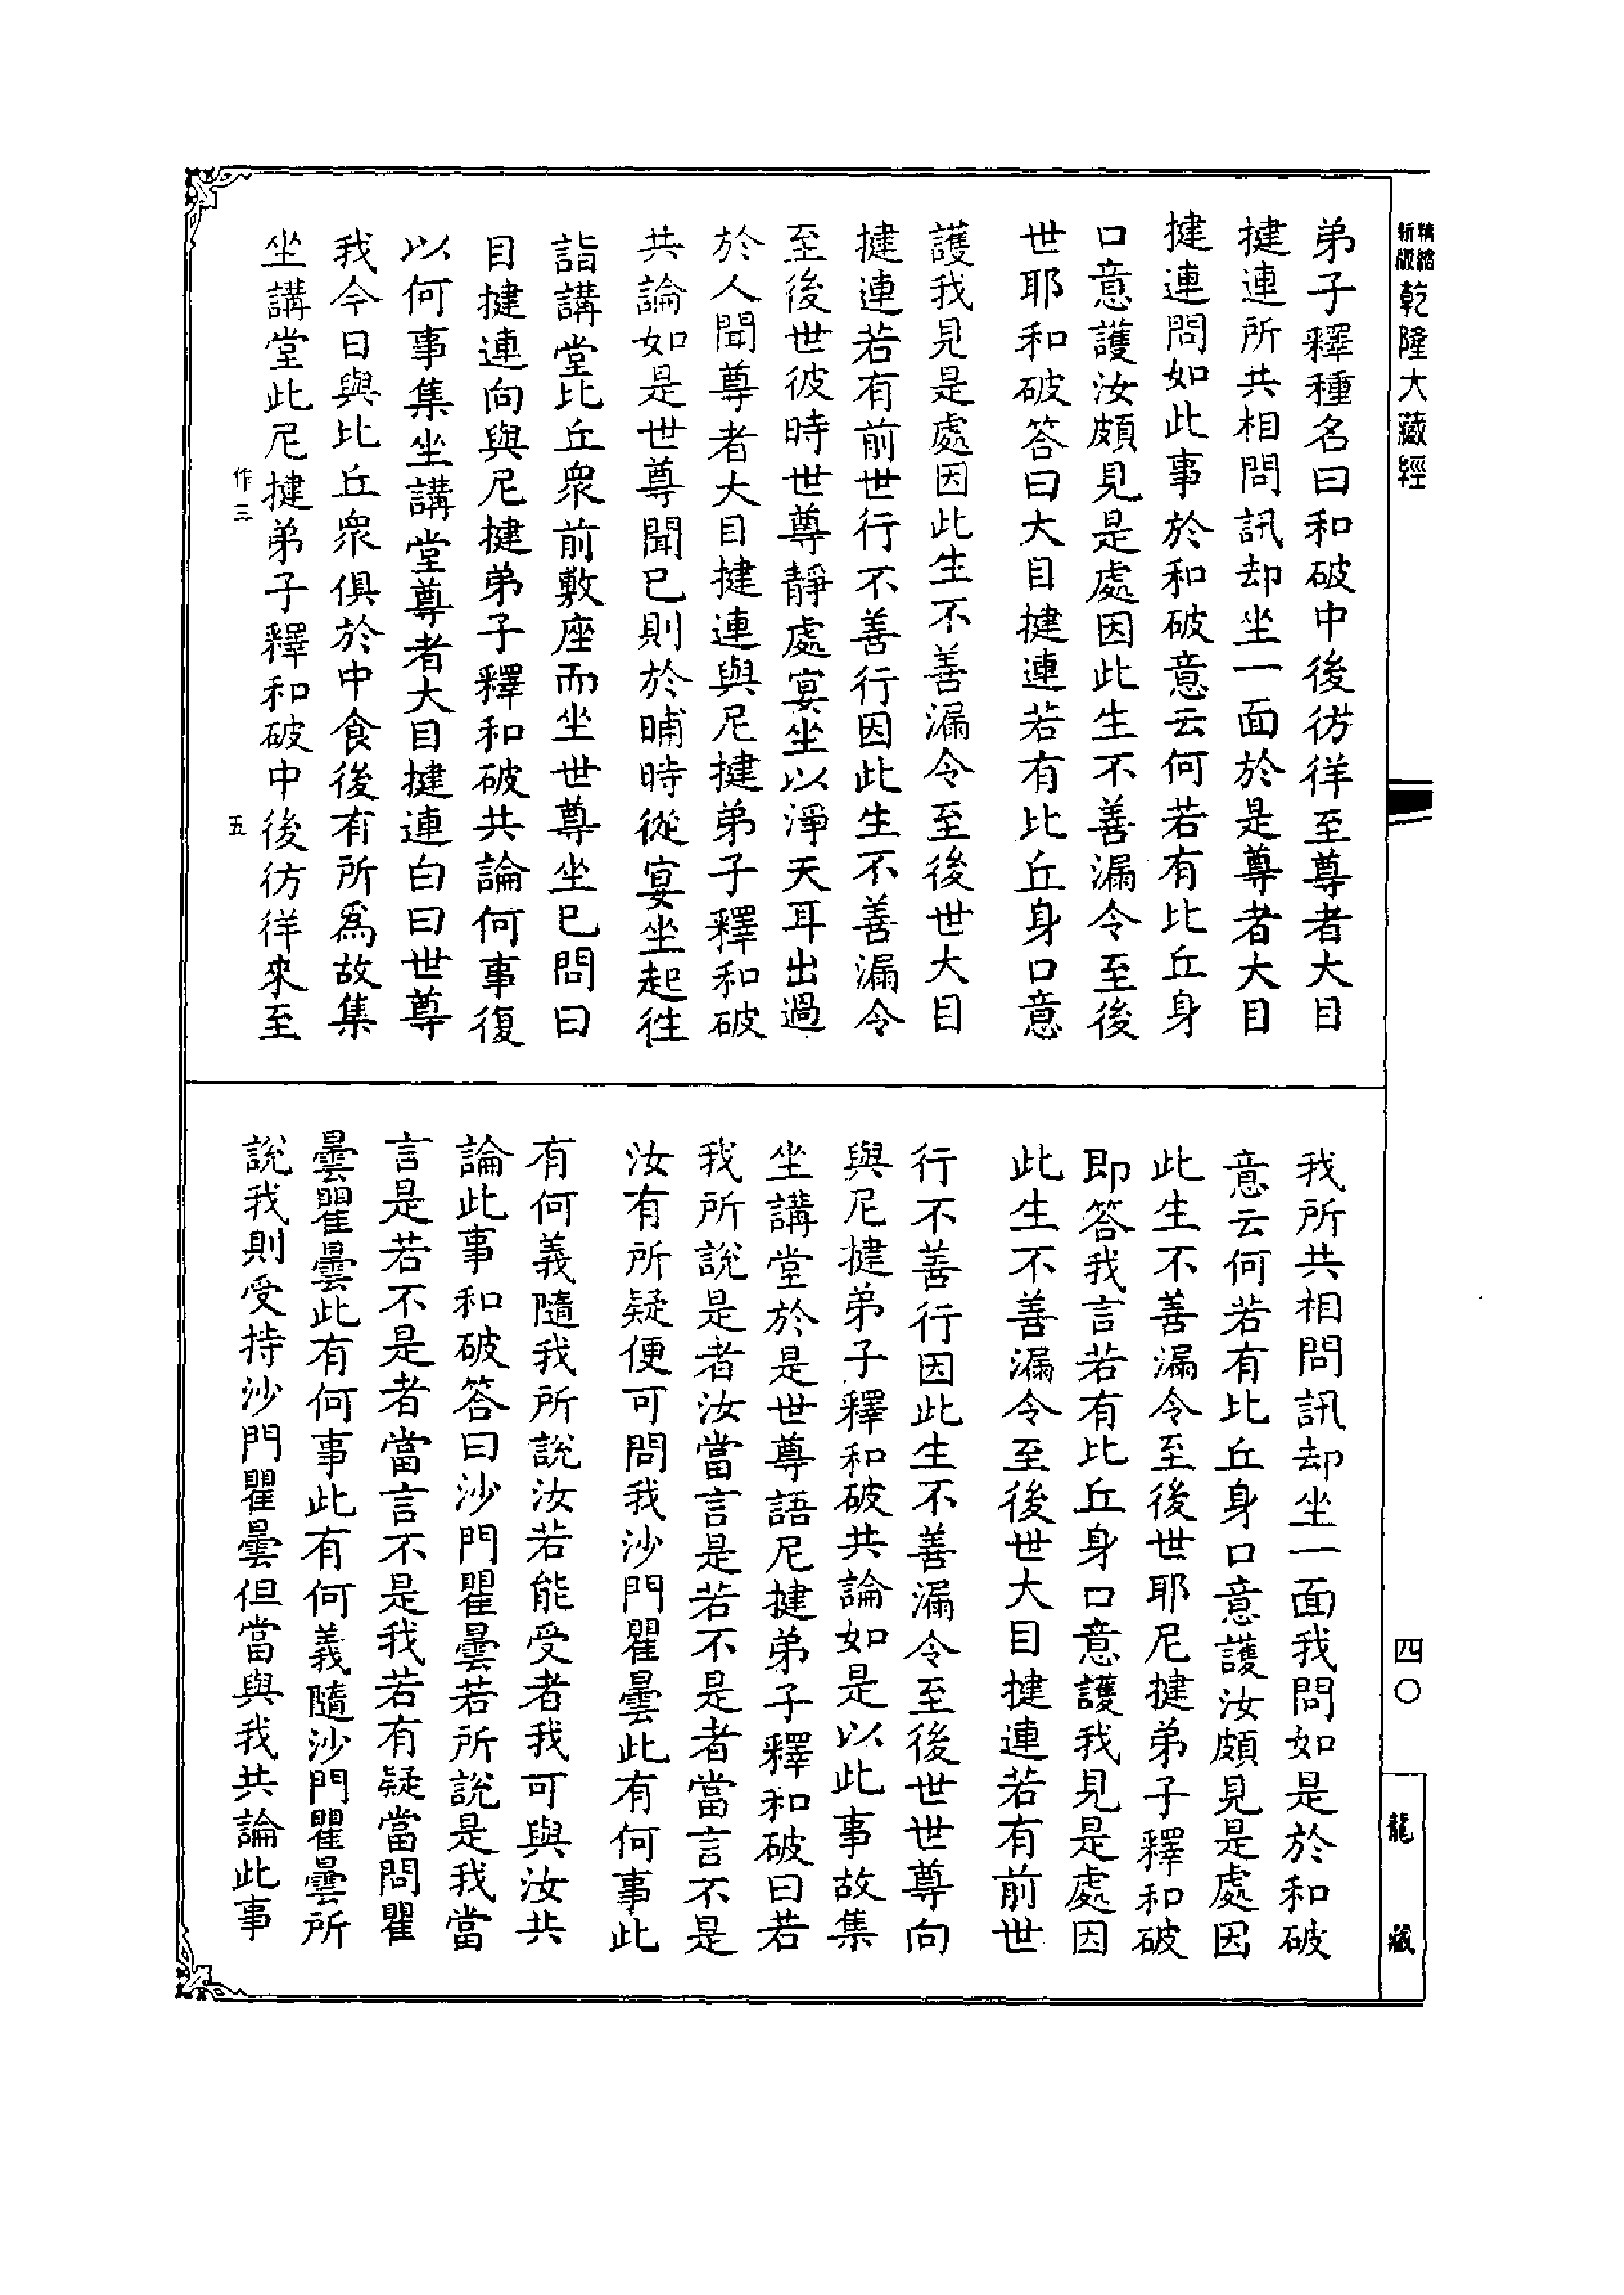 精縮
新版
乾隆大藏經
四〇
龍藏
弟子釋種名曰和破中後彷徉至尊者大目
揵連所共相問訊却坐一面於是尊者大目
揵連問如此事於和破意云何若有比丘身
口意護汝頗見是處因此生不善漏令至後
世耶和破答曰大目揵連若有比丘身口意
護我見是處因此生不善漏令至後世大目
揵連若有前世行不善行因此生不善漏令
至後世彼時世尊靜處宴坐以淨天耳出過
於人聞尊者大目揵連與尼揵弟子釋和破
共論如是世尊聞已則於晡時從宴坐起往
詣講堂比丘衆前敷座而坐世尊坐已問曰
目揵連向與尼揵弟子釋和破共論何事復
以何事集坐講堂尊者大目揵連白曰世尊
我今日與比丘衆俱於中食後有所爲故集
坐講堂此尼揵弟子釋和破中後彷徉來至
作三
五
我所共相問訊却坐一面我問如是於和破
意云何若有比丘身口意護汝頗見是處因
此生不善漏令至後世耶尼揵弟子釋和破
即答我言若有比丘身口意護我見是處因
此生不善漏令至後世大目揵連若有前世
行不善行因此生不善漏令至後世世尊向
與尼揵弟子釋和破共論如是以此事故集
坐講堂於是世尊語尼揵弟子釋和破曰若
我所說是者汝當言是若不是者當言不是
汝有所疑便可問我沙門瞿曇此有何事此
有何義隨我所說汝若能受者我可與汝共
論此事和破答曰沙門瞿曇若所說是我當
言是若不是者當言不是我若有疑當問瞿
曇瞿曇此有何事此有何義隨沙門瞿曇所
說我則受持沙門瞿曇但當與我共論此事